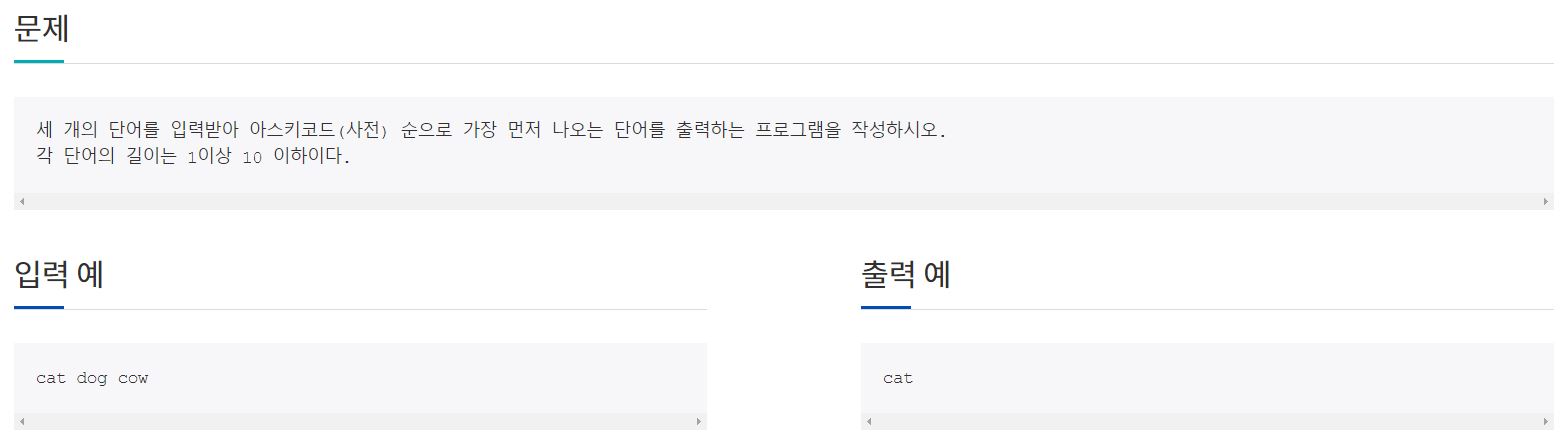 문제
세 개의 단어를 입력받아 아스키코드(사전) 순으로 가장 먼저 나오는 단어를 출력하는 프로그램을 작성하시오.
각 단어의 길이는 1이상 10 이하이다.
입력 예
cat dog cow
출력 예
cat